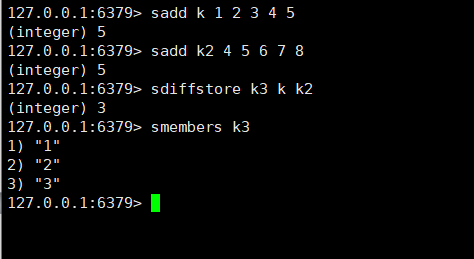 127.0.0.1:6379> sadd k 1 2 3 4 5
(integer) 5
127.0.0.1:6379> sadd k2 4 5 6 7 8
(integer) 5
127.0.0.1:6379> sdiffstore k3 k k2
(integer) 3
127.0.0.1:6379> smembers k3
1) "1"
2) "2"
3) "3"
127.0.0.1:6379>